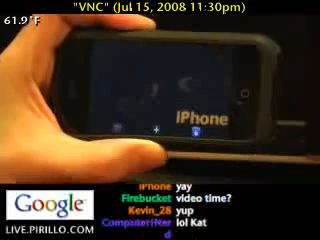 "VNC" (Jul 15, 2008 11:30pm)
61.9°F
iPhone
iPhone yay
Firebucket video time?
Kevin_28 yup
ComputerNerd lol Kat
Google
LIVE.PIRILLO.COM